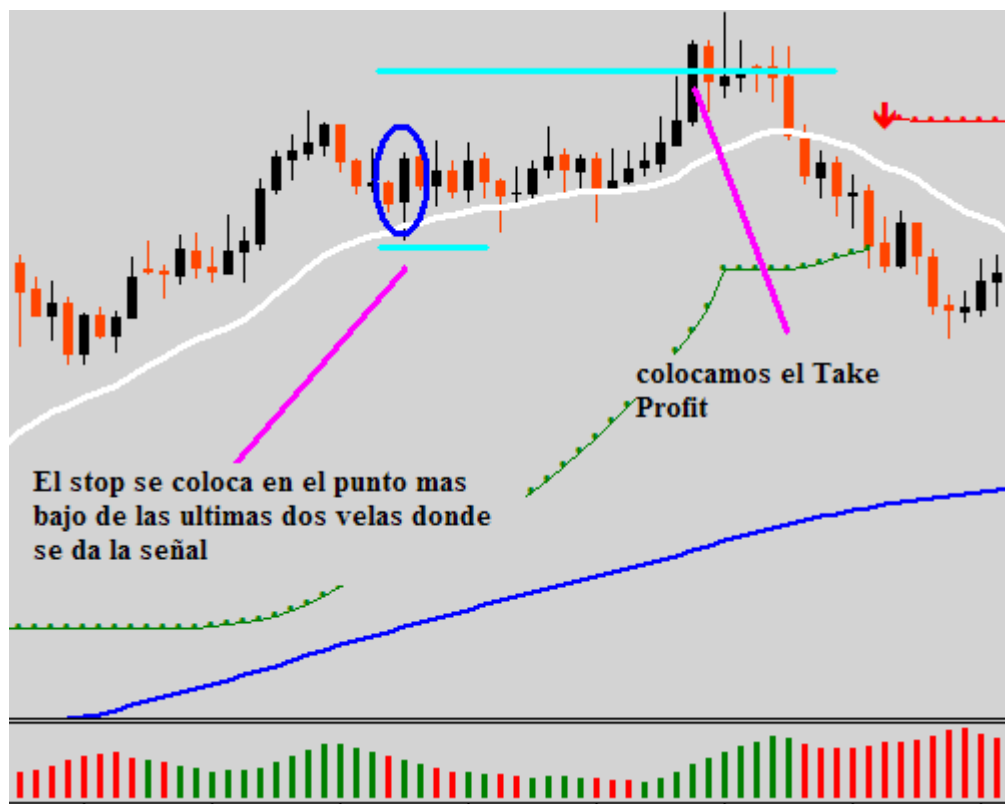 colocamos el Take
Profit
El stop se coloca en el punto mas
bajo de las ultimas dos velas donde
se da la señal